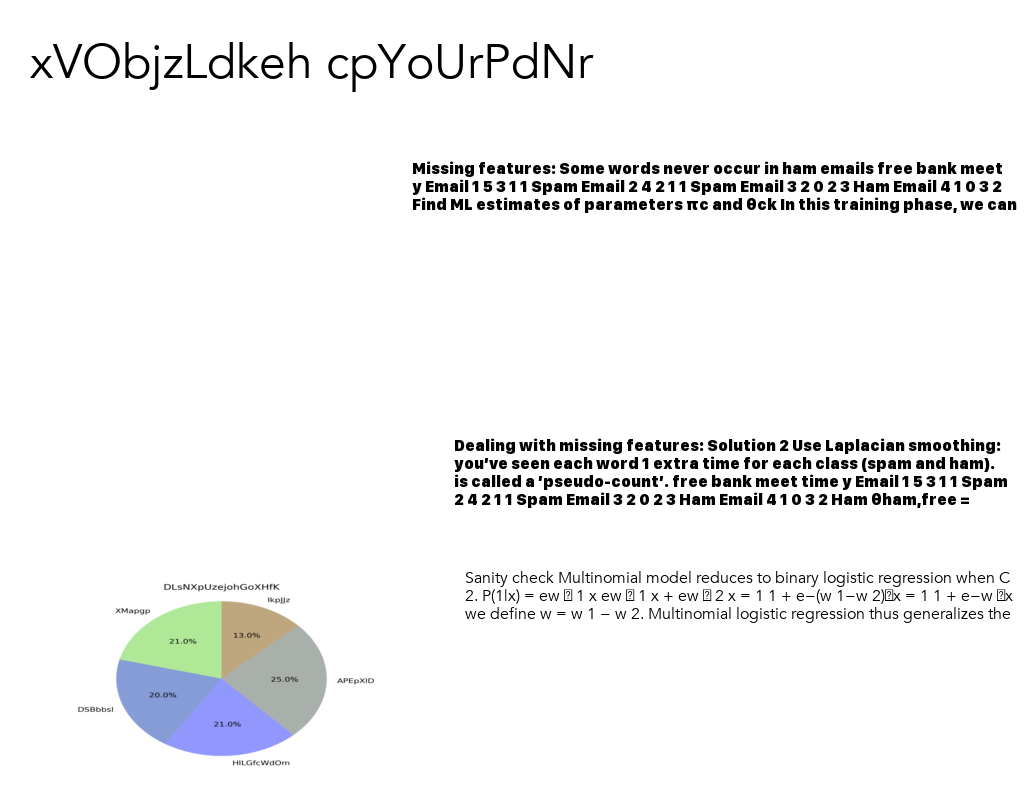 xVObjzLdkeh cpYoUrPdNr
Missing features: Some words never occur in ham emails free bank meet
y Email 1 5 3 1 1 Spam Email 2 4 2 1 1 Spam Email 3 2 0 2 3 Ham Email 4 1 0 3 2
Find ML estimates of parameters πc and θck In this training phase, we can
Dealing with missing features: Solution 2 Use Laplacian smoothing:
you’ve seen each word 1 extra time for each class (spam and ham).
is called a ’pseudo-count’. free bank meet time y Email 1 5 3 1 1 Spam
2 4 2 1 1 Spam Email 3 2 0 2 3 Ham Email 4 1 0 3 2 Ham θham,free =
Sanity check Multinomial model reduces to binary logistic regression when C
2. P(1|x) = ew 1 x ew 1 x + ew 2 x = 1 1 + e−(w 1−w 2) x = 1 1 + e−w x
we define w = w 1 − w 2. Multinomial logistic regression thus generalizes the
DLsNXpUzejohGoXHfK
XMapgp
21.0%
13.0%
25.0%
APEpXID
20.0%
21.0%